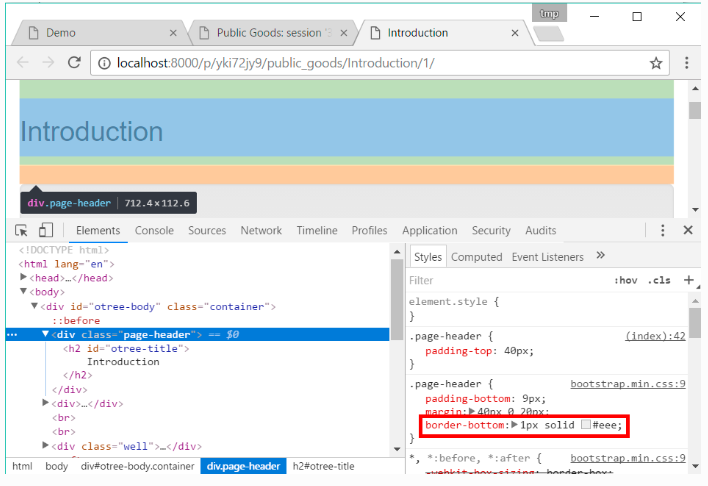 tmp
Demo
Public Goods: session
Introduction
localhost:8000/p/yki72jy9/public_goods/Introduction/1/
Introduction
div.page-header | 712.4 × 112.6
Elements Console Sources Network Timeline Profiles Application Security Audits
<!DOCTYPE html>
<html lang="en">
<head>…</head>
<body>
<div id="otree-body" class="container">
::before
<div class="page-header"> == $0
<h2 id="otree-title">
Introduction
</h2>
</div>
<div>…</div>
<br>
<br>
<div class="well">…</div>
html body div#otree-body.container div.page-header h2#otree-title
Styles Computed Event Listeners »
Filter :hov .cls +
element.style {
}
.page-header { (index):42
padding-top: 40px;
}
.page-header { bootstrap.min.css:9
padding-bottom: 9px;
margin: 40px 0 20px;
border-bottom: 1px solid #eee;
}
*, *:before, *:after { bootstrap.min.css:9
-webkit-box-sizing: border-box;